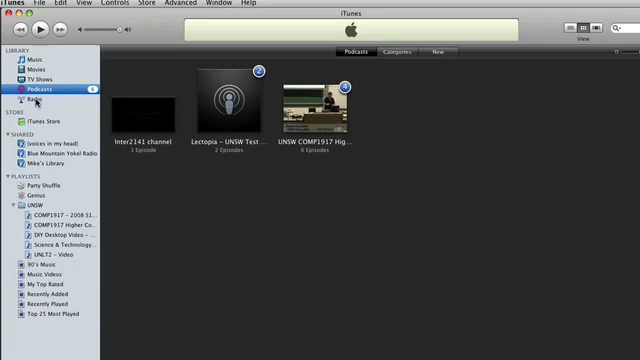 iTunes File Edit View Controls Store Advanced Window Help
iTunes
View
LIBRARY
Music
Movies
TV Shows
Podcasts 6
Radio
STORE
iTunes Store
SHARED
(voices in my head)
Blue Mountain Yokel Radio
Mike's Library
PLAYLISTS
Party Shuffle
Genius
UNSW
COMP1917 - 2008 S1...
COMP1917 Higher Co...
DIY Desktop Video - ...
Science & Technology...
UNLT2 - Video
90's Music
Music Videos
My Top Rated
Recently Added
Recently Played
Top 25 Most Played
Podcasts Categories New
2
4
Inter2141 channel
1 Episode
Lectopia - UNSW Test ...
2 Episodes
UNSW COMP1917 Hig...
6 Episodes